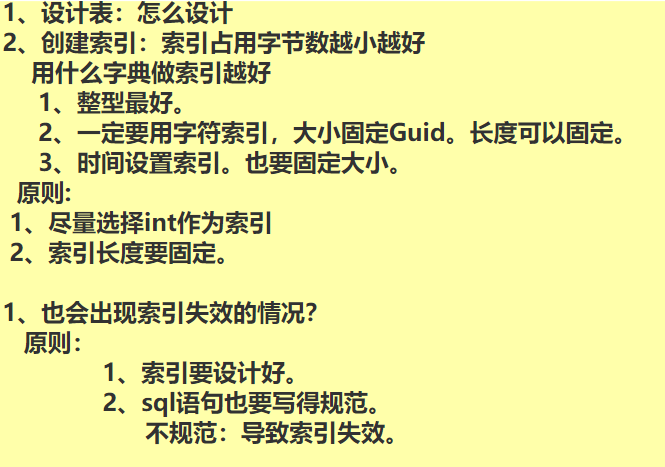 1、设计表：怎么设计
2、创建索引：索引占用字节数越小越好
用什么字典做索引越好
1、整型最好。
2、一定要用字符索引，大小固定Guid。长度可以固定。
3、时间设置索引。也要固定大小。
原则:
1、尽量选择int作为索引
2、索引长度要固定。
1、也会出现索引失效的情况？
原则：
1、索引要设计好。
2、sql语句也要写得规范。
不规范：导致索引失效。